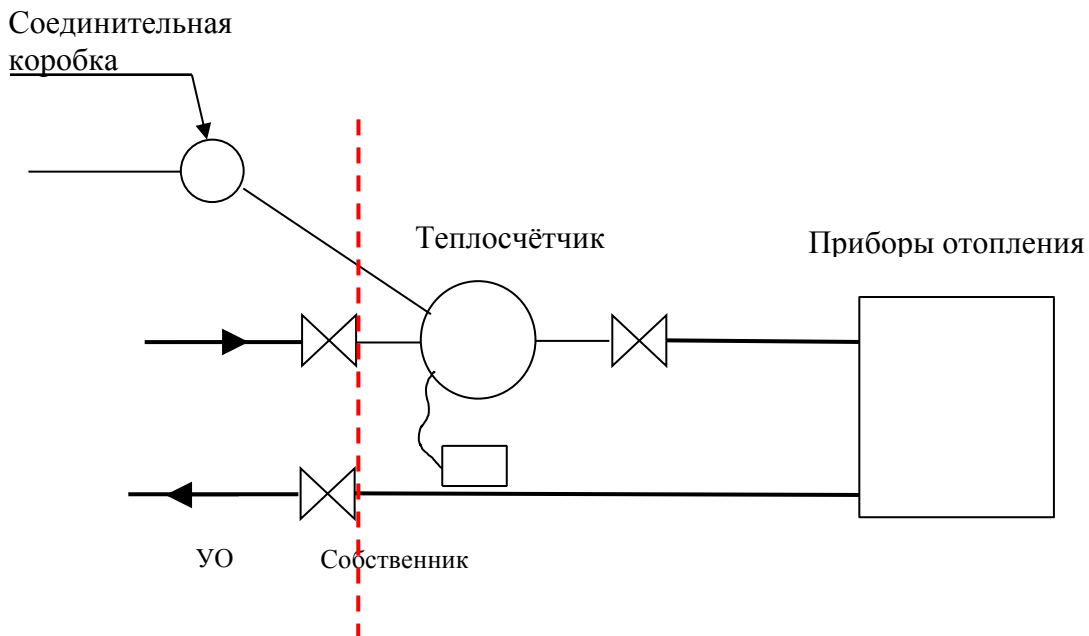 Соединительная
коробка
Теплосчётчик
Приборы отопления
УО
Собственник